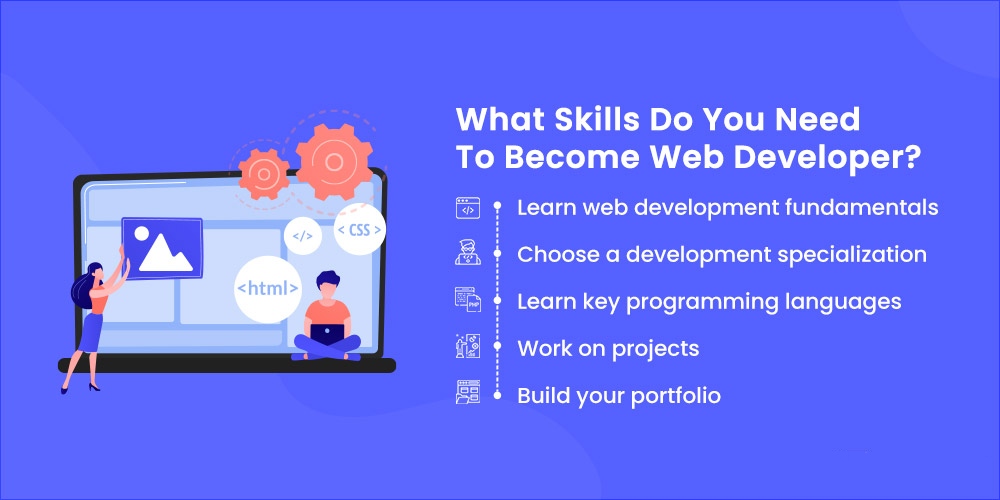 What Skills Do You Need
To Become Web Developer?
Learn web development fundamentals
Choose a development specialization
Learn key programming languages
Work on projects
Build your portfolio
</>
< CSS >
<html>
</>
PHP